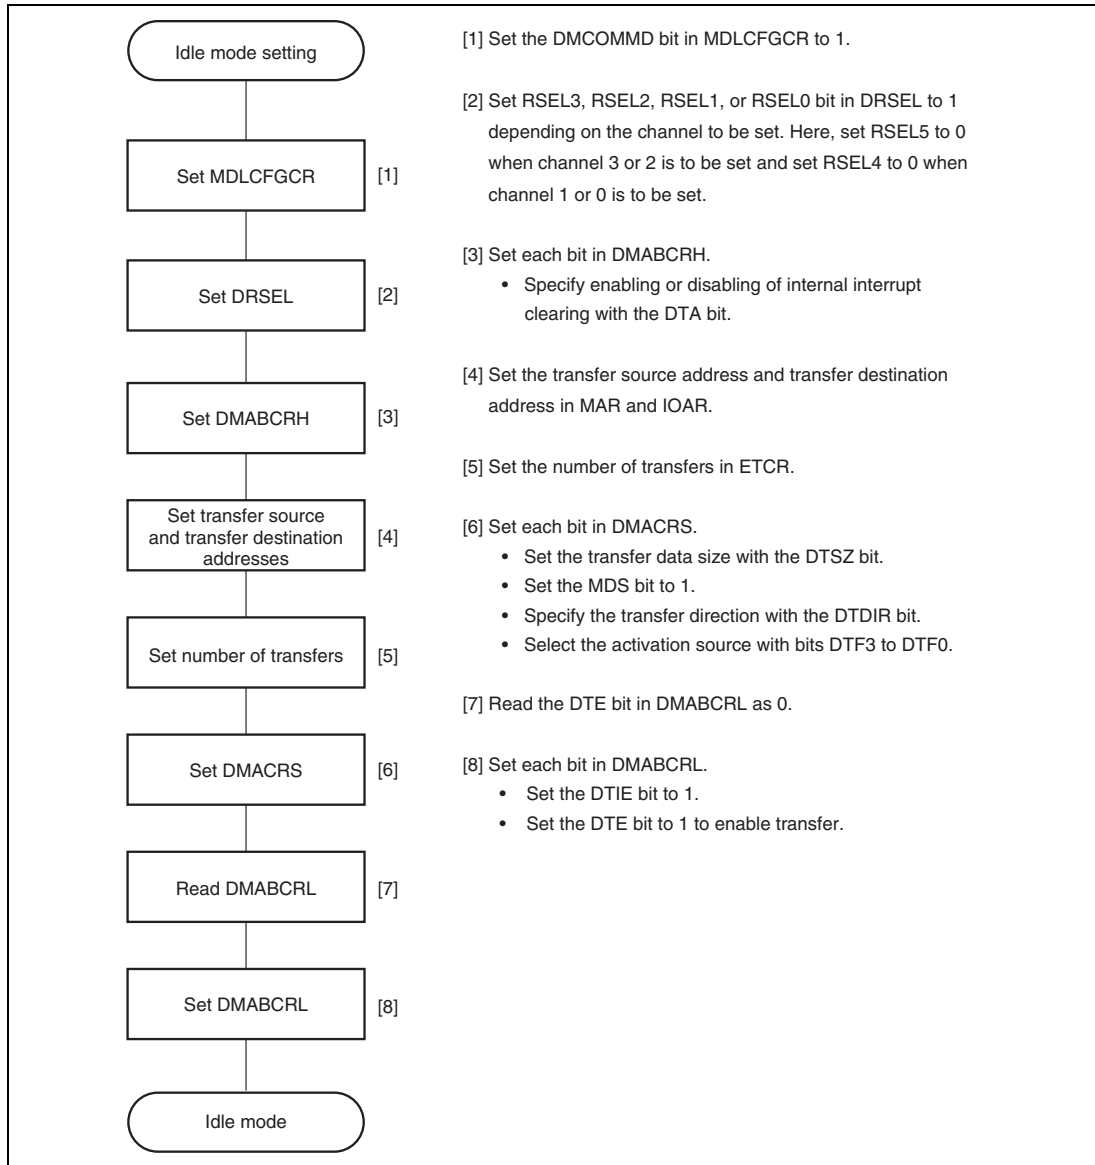 Idle mode setting
Set MDLCFGCR
[1]
Set DRSEL
[2]
Set DMABCRH
[3]
Set transfer source
and transfer destination
addresses
[4]
Set number of transfers
[5]
Set DMACRS
[6]
Read DMABCRL
[7]
Set DMABCRL
[8]
Idle mode
[1] Set the DMCOMMD bit in MDLCFGCR to 1.
[2] Set RSEL3, RSEL2, RSEL1, or RSEL0 bit in DRSEL to 1
depending on the channel to be set. Here, set RSEL5 to 0
when channel 3 or 2 is to be set and set RSEL4 to 0 when
channel 1 or 0 is to be set.
[3] Set each bit in DMABCRH.
• Specify enabling or disabling of internal interrupt
clearing with the DTA bit.
[4] Set the transfer source address and transfer destination
address in MAR and IOAR.
[5] Set the number of transfers in ETCR.
[6] Set each bit in DMACRS.
• Set the transfer data size with the DTSZ bit.
• Set the MDS bit to 1.
• Specify the transfer direction with the DTDIR bit.
• Select the activation source with bits DTF3 to DTF0.
[7] Read the DTE bit in DMABCRL as 0.
[8] Set each bit in DMABCRL.
• Set the DTIE bit to 1.
• Set the DTE bit to 1 to enable transfer.